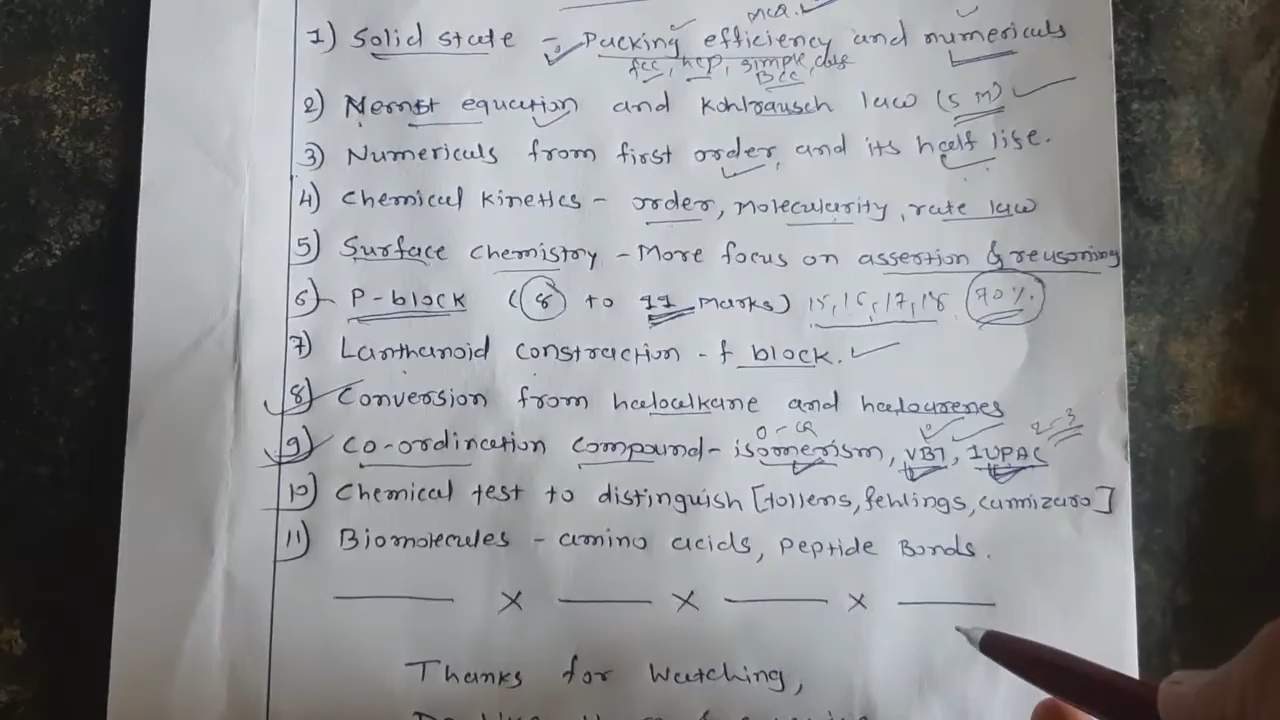 MCQ.
1) Solid state - Packing efficiency and numericals
fcc, hcp, simple,
Bcc
2) Nernst equation and Kohlrausch law (5 M)
3) Numericals from first order, and its half life.
4) Chemical kinetics - order, Molecularity, rate law
5) Surface chemistry - More focus on assertion & reasoning
6) P-block (8 to 11 Marks) 15, 16, 17, 18 90%
7) Lanthanoid constraction - f block.
8) Conversion from haloalkane and haloarenes
2-3
9) Co-ordination compound - isomerism, VBT, IUPAC
10) Chemical test to distinguish [tollens, fehlings, cannizaro]
11) Biomolecules - amino acids, peptide Bonds.
—— × —— × —— × ——
Thanks for Watching,